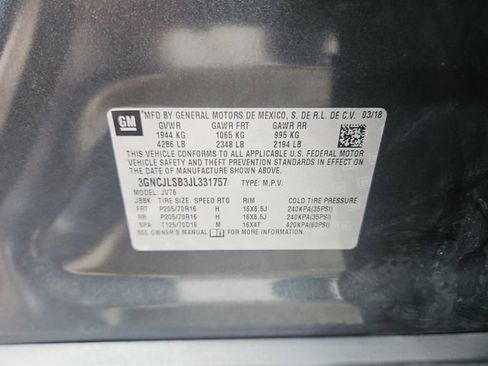 GM
MFD BY GENERAL MOTORS DE MEXICO, S. DE R.L. DE C.V. 03/18
GVWR GAWR FRT GAWR RR
1944 KG 1065 KG 995 KG
4286 LB 2348 LB 2194 LB
THIS VEHICLE CONFORMS TO ALL APPLICABLE U.S. FEDERAL MOTOR
VEHICLE SAFETY AND THEFT PREVENTION STANDARDS IN EFFECT ON
THE DATE OF MANUFACTURE SHOWN ABOVE.
3GNCJLSB3JL331757 TYPE: M.P.V.
MODEL: JV76
JBBK TIRE SIZE SPEED RTG RIM COLD TIRE PRESSURE
FRT P205/70R16 H 16X6.5J 240KPA(35PSI)
RR P205/70R16 H 16X6.5J 240KPA(35PSI)
SPA T125/70D16 M 16X4T 420KPA(60PSI)
SEE OWNER'S MANUAL FOR MORE INFORMATION.